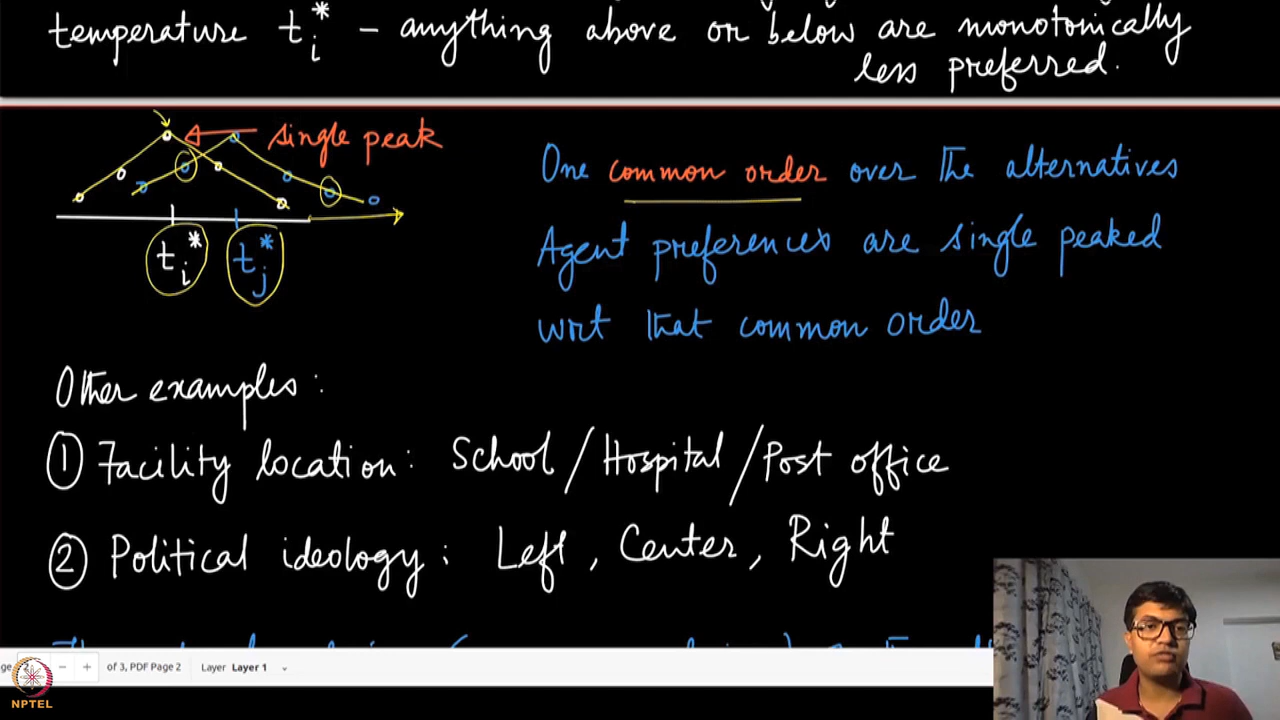 temperature t_i^* – anything above or below are monotonically
less preferred.
single peak
t_i^* t_j^*
One common order over the alternatives
Agent preferences are single peaked
wrt that common order
Other examples:
① Facility location: School / Hospital / Post office
② Political ideology: Left, Center, Right
of 3, PDF Page 2 Layer Layer 1
NPTEL